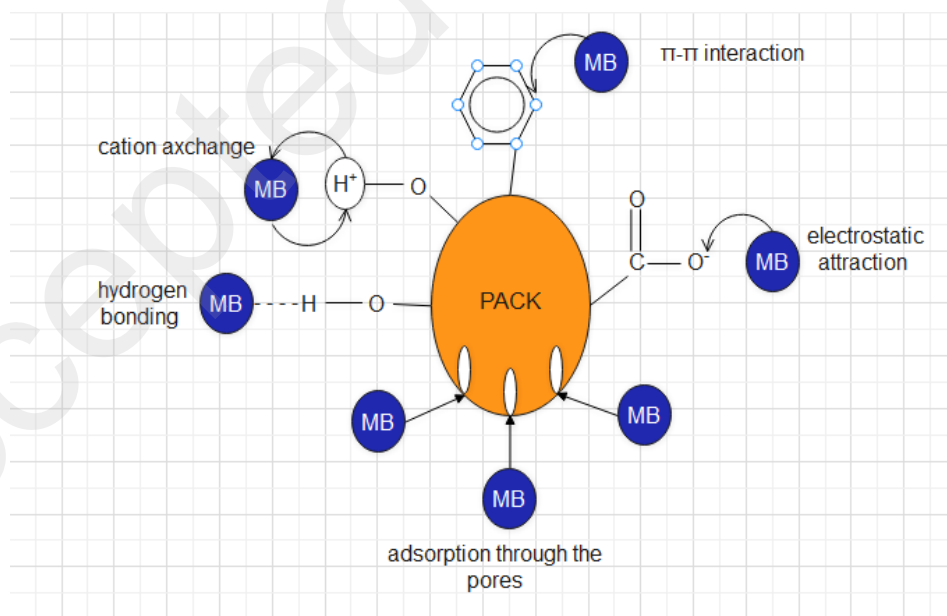 MB
π-π interaction
cation axchange
MB
H⁺
O
O
electrostatic
attraction
C
O⁻
MB
hydrogen
bonding
MB
H
O
PACK
MB
MB
MB
adsorption through the
pores
ccepted